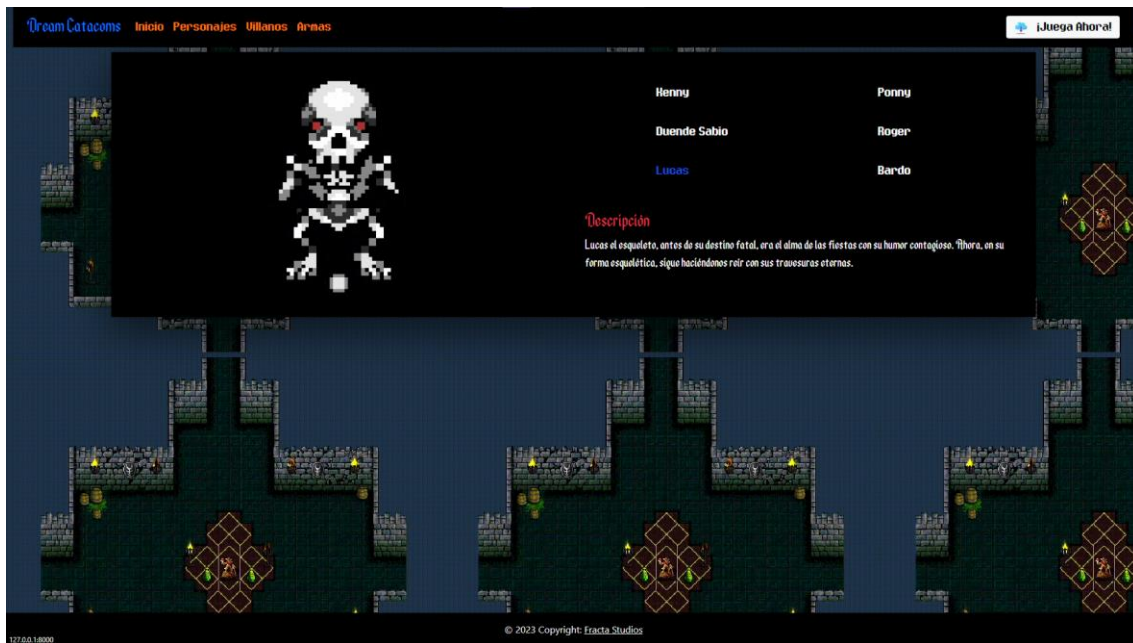 Dream Catacoms Inicio Personajes Villanos Armas ¡Juega Ahora!
Kenny Ponny
Duende Sabio Roger
Lucas Bardo
Descripción
Lucas el esqueleto, antes de su destino fatal, era el alma de las fiestas con su humor contagioso. Ahora, en su
forma esquelética, sigue haciéndonos reír con sus travesuras eternas.
© 2023 Copyright: Fracta Studios
127.0.0.1:8000